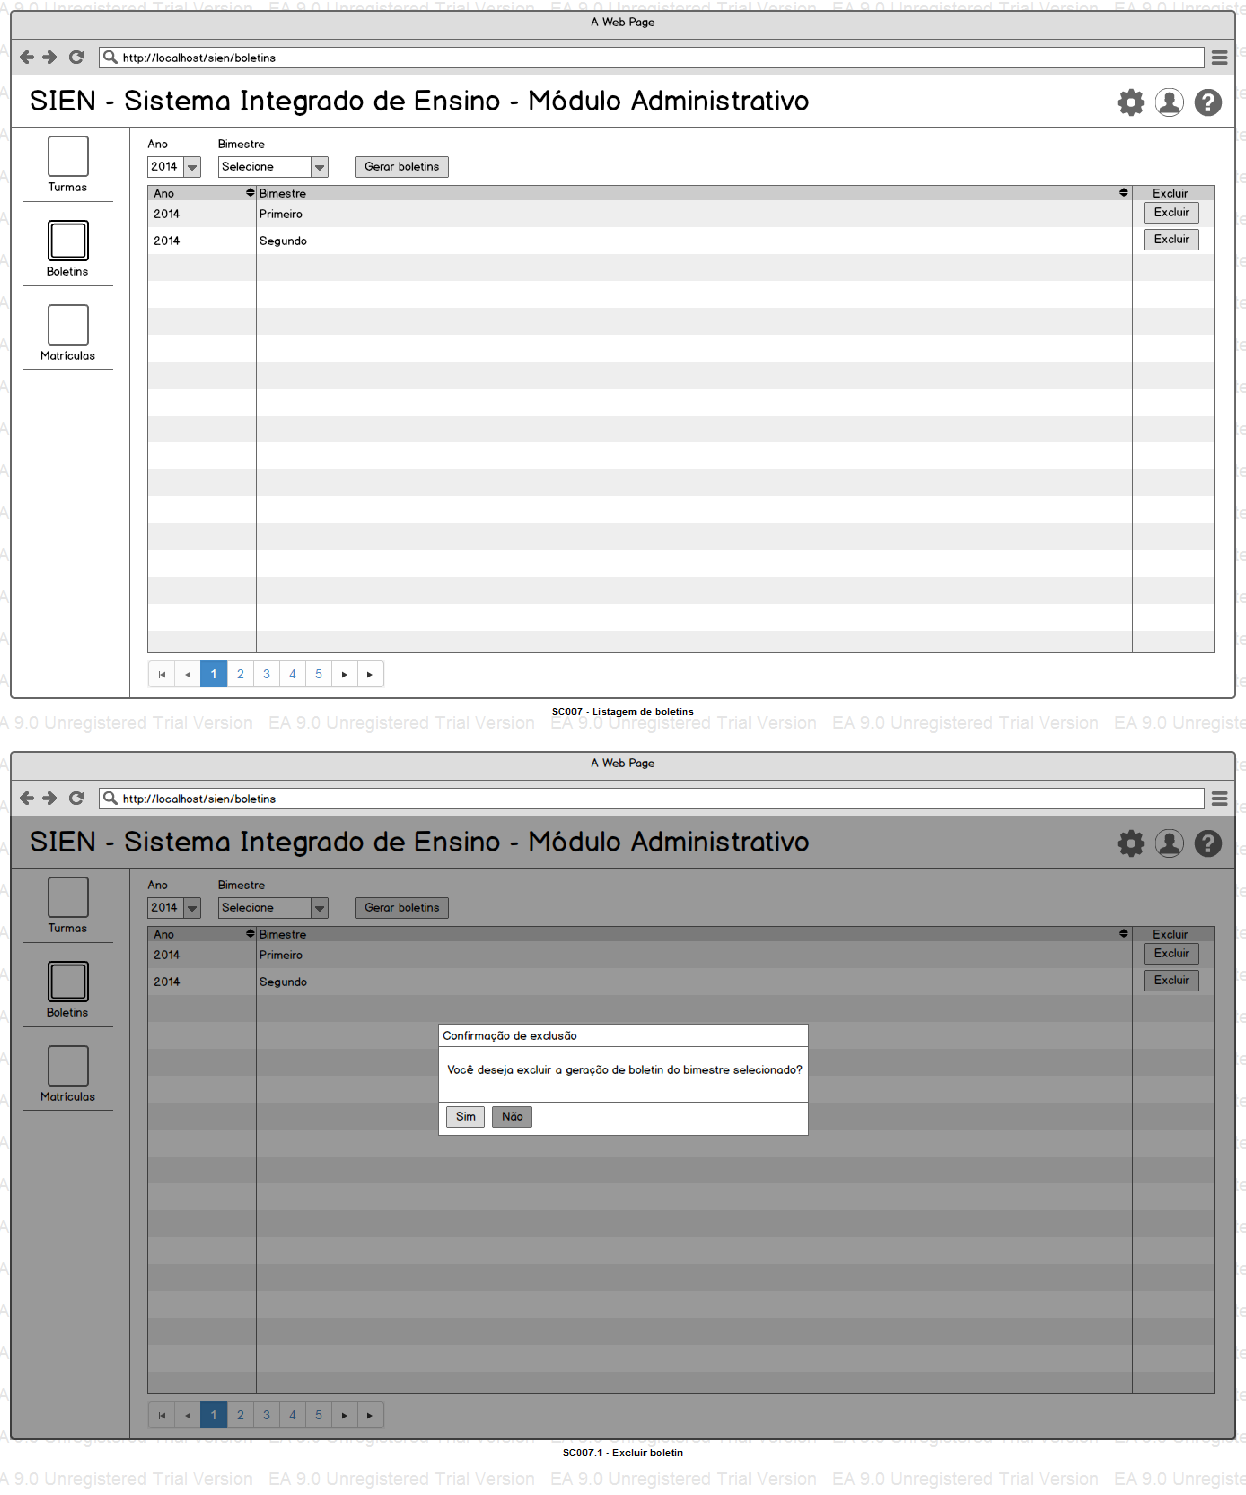 A Web Page
http://localhost/sien/boletins
SIEN - Sistema Integrado de Ensino - Módulo Administrativo
Turmas
Boletins
Matrículas
Ano Bimestre
2014 Selecione Gerar boletins
Ano Bimestre Excluir
2014 Primeiro Excluir
2014 Segundo Excluir
1 2 3 4 5
SC007 - Listagem de boletins
A 9.0 Unregistered Trial Version EA 9.0 Unregistered Trial Version EA 9.0 Unregistered Trial Version EA 9.0 Unregistered Trial Version EA 9.0 Unregiste
A Web Page
http://localhost/sien/boletins
SIEN - Sistema Integrado de Ensino - Módulo Administrativo
Turmas
Boletins
Matrículas
Ano Bimestre
2014 Selecione Gerar boletins
Ano Bimestre Excluir
2014 Primeiro Excluir
2014 Segundo Excluir
Confirmação de exclusão
Você deseja excluir a geração de boletin do bimestre selecionado?
Sim Não
1 2 3 4 5
SC007.1 - Excluir boletin
A 9.0 Unregistered Trial Version EA 9.0 Unregistered Trial Version EA 9.0 Unregistered Trial Version EA 9.0 Unregistered Trial Version EA 9.0 Unregiste